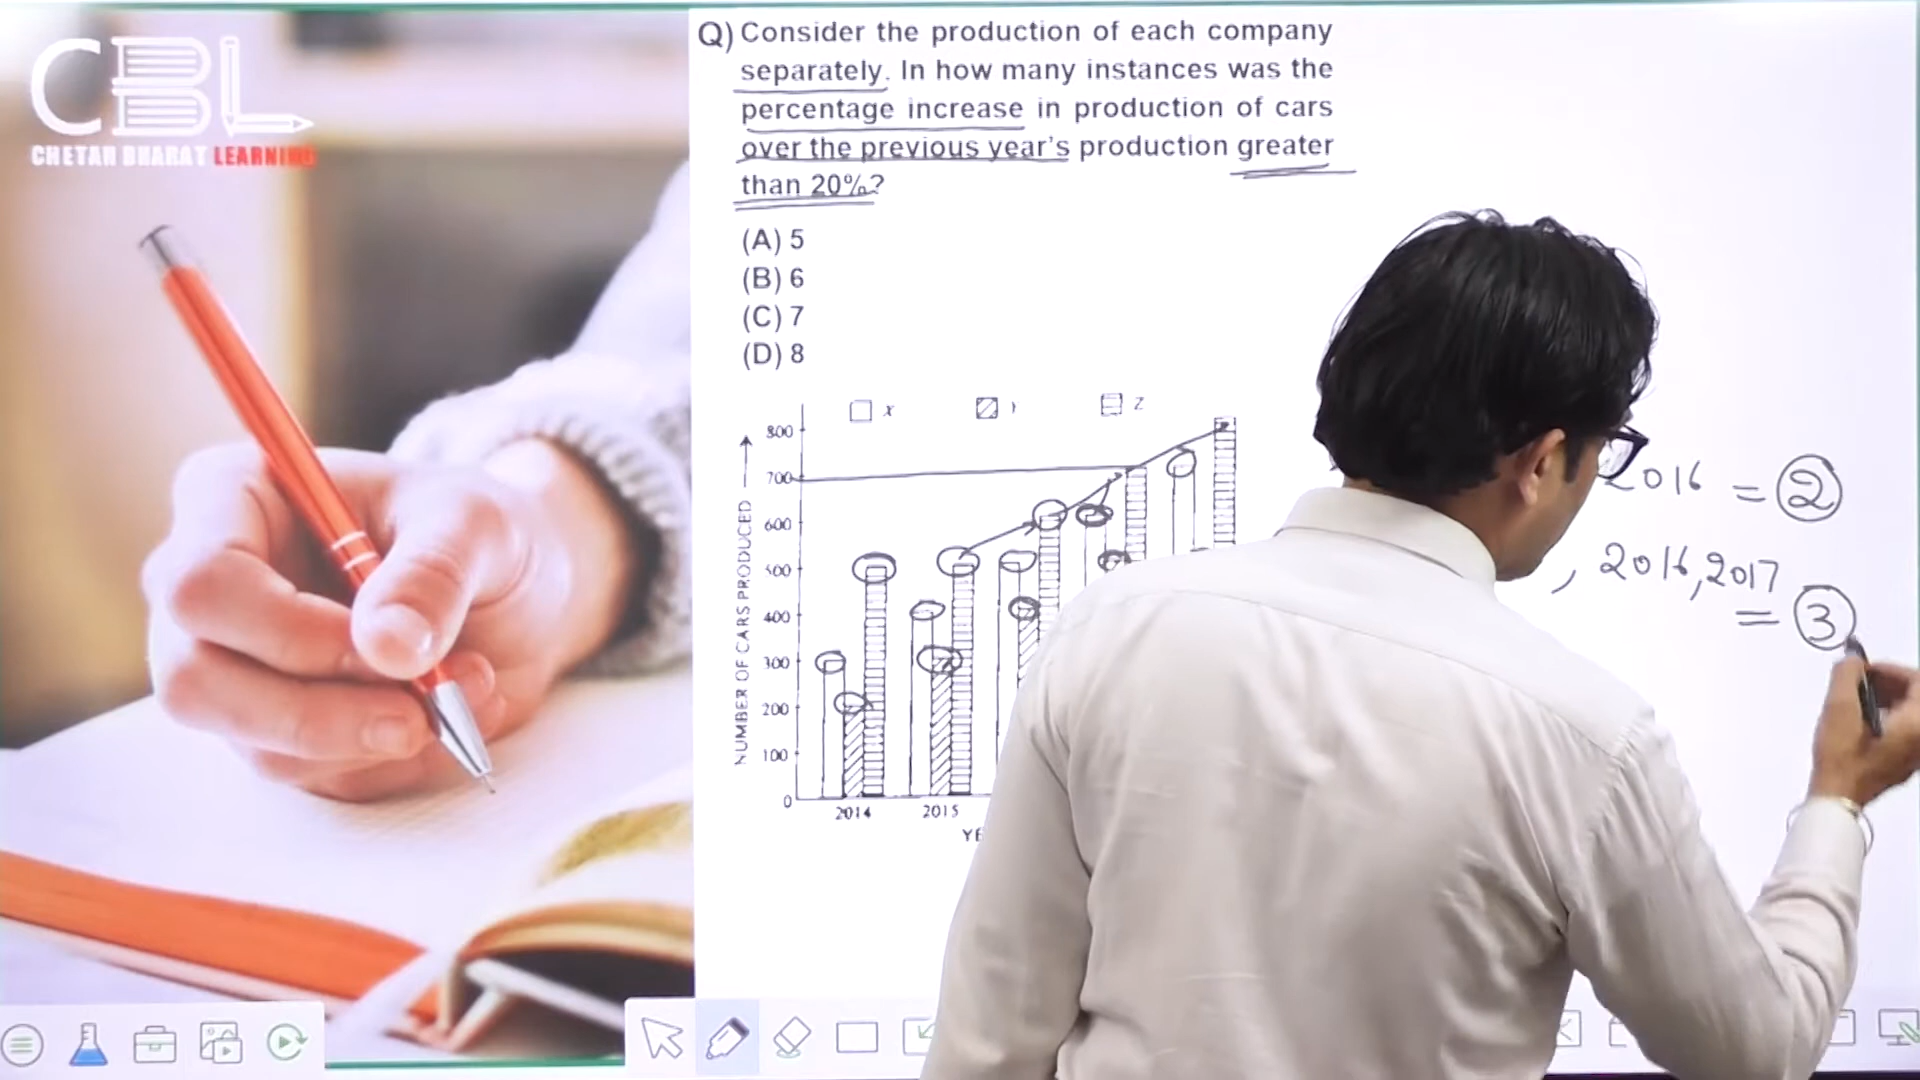 CBL
CHETAN BHARAT LEARNING
Q) Consider the production of each company
separately. In how many instances was the
percentage increase in production of cars
over the previous year's production greater
than 20%?
(A) 5
(B) 6
(C) 7
(D) 8
X Y Z
NUMBER OF CARS PRODUCED
800
700
600
500
400
300
200
100
0
2014 2015
YE
2016 = 2
, 2016, 2017
= 3